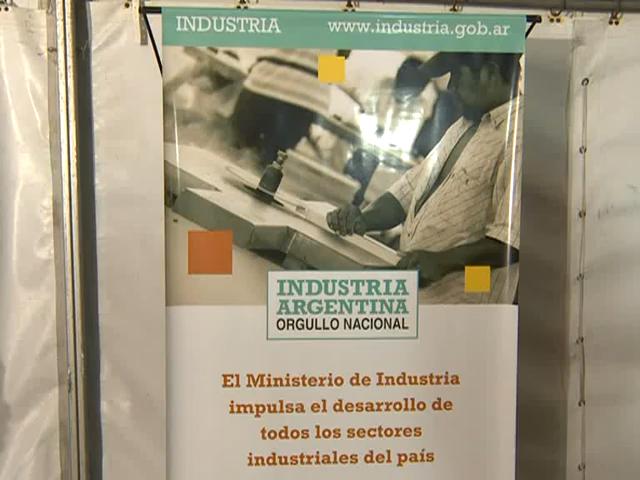 INDUSTRIA www.industria.gob.ar
INDUSTRIA
ARGENTINA
ORGULLO NACIONAL
El Ministerio de Industria
impulsa el desarrollo de
todos los sectores
industriales del país